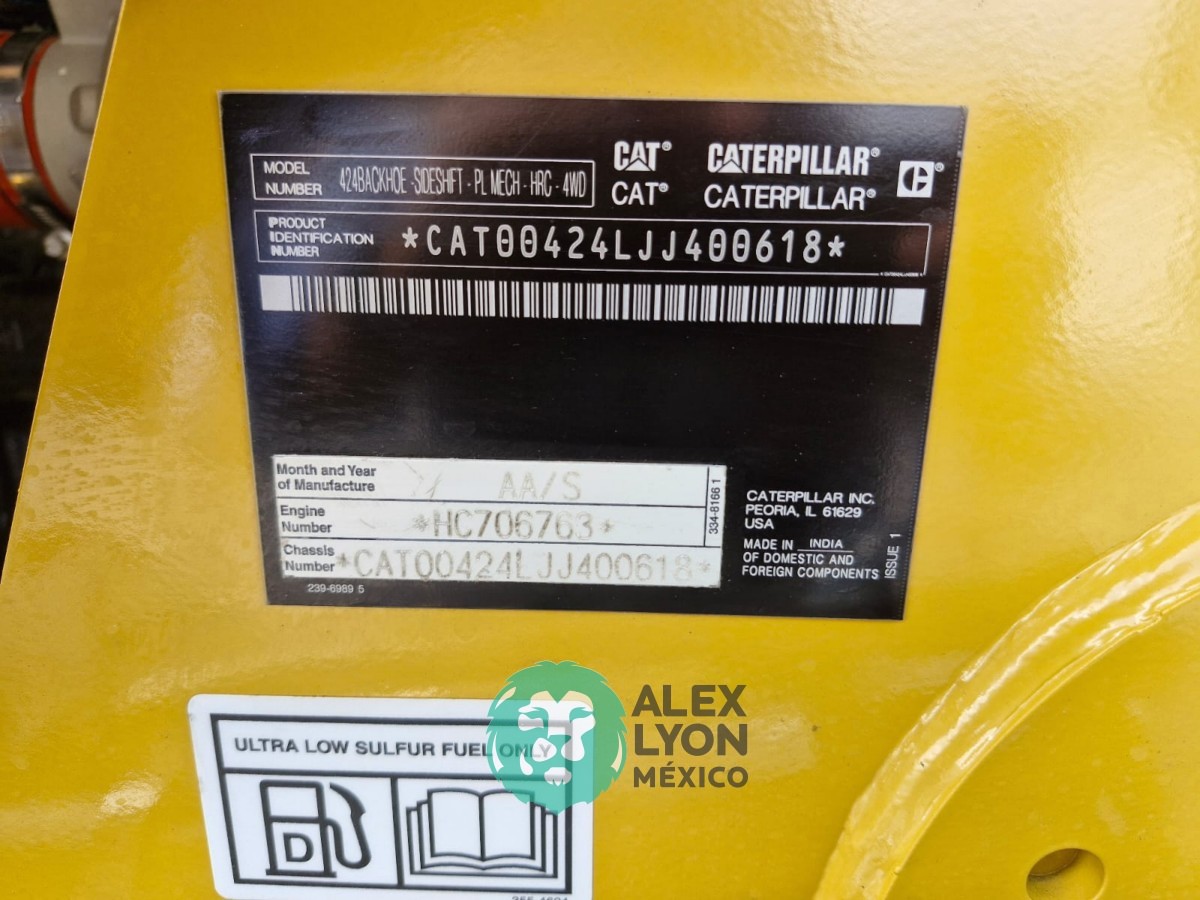 MODEL NUMBER 424BACKHOE -SIDESHIFT - PL MECH - HRC - 4WD
CAT® CATERPILLAR®
CAT® CATERPILLAR®
PRODUCT IDENTIFICATION NUMBER *CAT00424LJJ400618*
Month and Year of Manufacture AA/S
Engine Number *HC706763*
Chassis Number *CAT00424LJJ400618*
334-8166 1
239-6989 5
CATERPILLAR INC.
PEORIA, IL 61629
USA
MADE IN INDIA
OF DOMESTIC AND
FOREIGN COMPONENTS
ISSUE 1
ULTRA LOW SULFUR FUEL ONLY
D
ALEX
LYON
MÉXICO